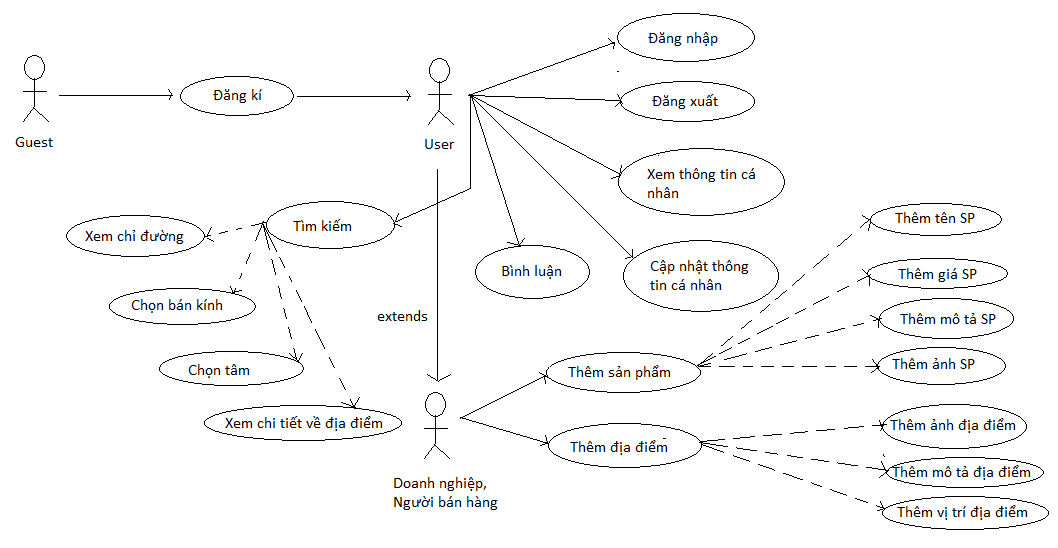 Đăng nhập
Guest
Đăng kí
User
Đăng xuất
Xem thông tin cá
nhân
Tìm kiếm
Xem chỉ đường
Bình luận
Cập nhật thông
tin cá nhân
Chọn bán kính
Chọn tâm
Xem chi tiết về địa điểm
extends
Thêm tên SP
Thêm giá SP
Thêm mô tả SP
Thêm ảnh SP
Thêm sản phẩm
Thêm địa điểm
Thêm ảnh địa điểm
Thêm mô tả địa điểm
Thêm vị trí địa điểm
Doanh nghiệp,
Người bán hàng